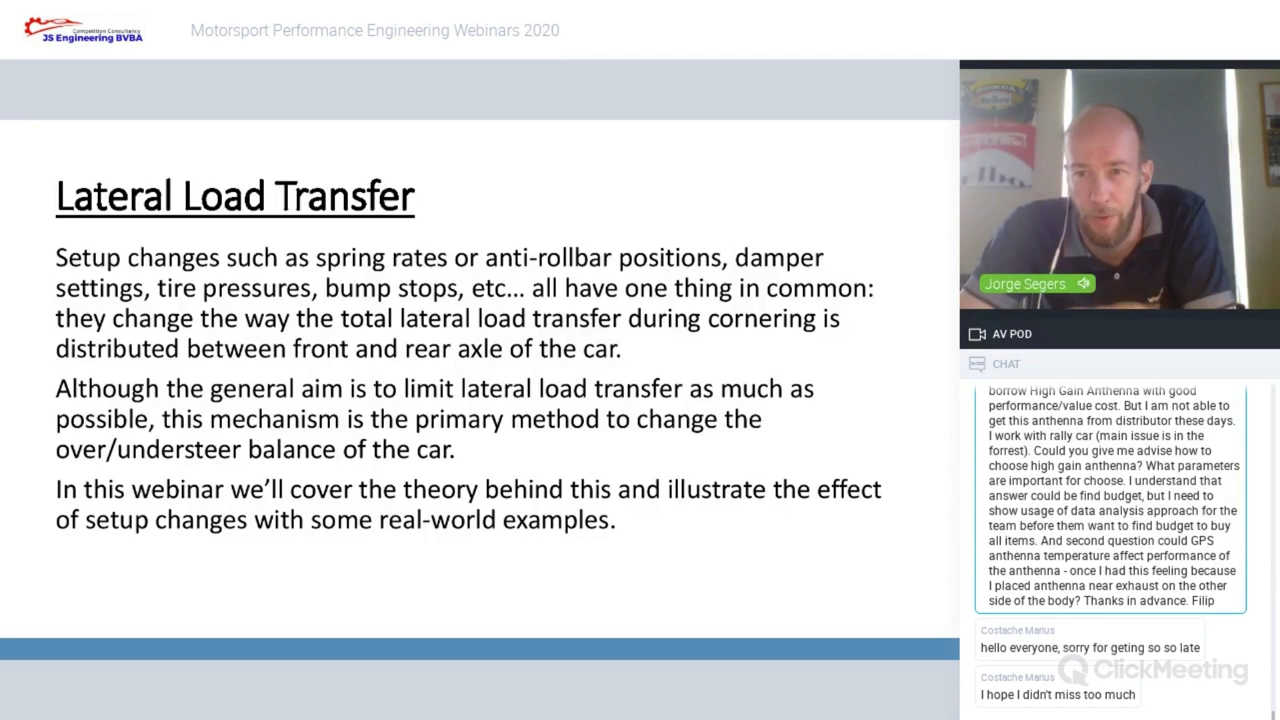 Competition Consultancy
JS Engineering BVBA
Motorsport Performance Engineering Webinars 2020
Lateral Load Transfer
Setup changes such as spring rates or anti-rollbar positions, damper
settings, tire pressures, bump stops, etc... all have one thing in common:
they change the way the total lateral load transfer during cornering is
distributed between front and rear axle of the car.
Although the general aim is to limit lateral load transfer as much as
possible, this mechanism is the primary method to change the
over/understeer balance of the car.
In this webinar we’ll cover the theory behind this and illustrate the effect
of setup changes with some real-world examples.
Jorge Segers
AV POD
CHAT
borrow High Gain Anthenna with good
performance/value cost. But I am not able to
get this anthenna from distributor these days.
I work with rally car (main issue is in the
forrest). Could you give me advise how to
choose high gain anthenna? What parameters
are important for choose. I understand that
answer could be find budget, but I need to
show usage of data analysis approach for the
team before them want to find budget to buy
all items. And second question could GPS
anthenna temperature affect performance of
the anthenna - once I had this feeling because
I placed anthenna near exhaust on the other
side of the body? Thanks in advance. Filip
Costache Marius
hello everyone, sorry for geting so so late
ClickMeeting
Costache Marius
I hope I didn't miss too much